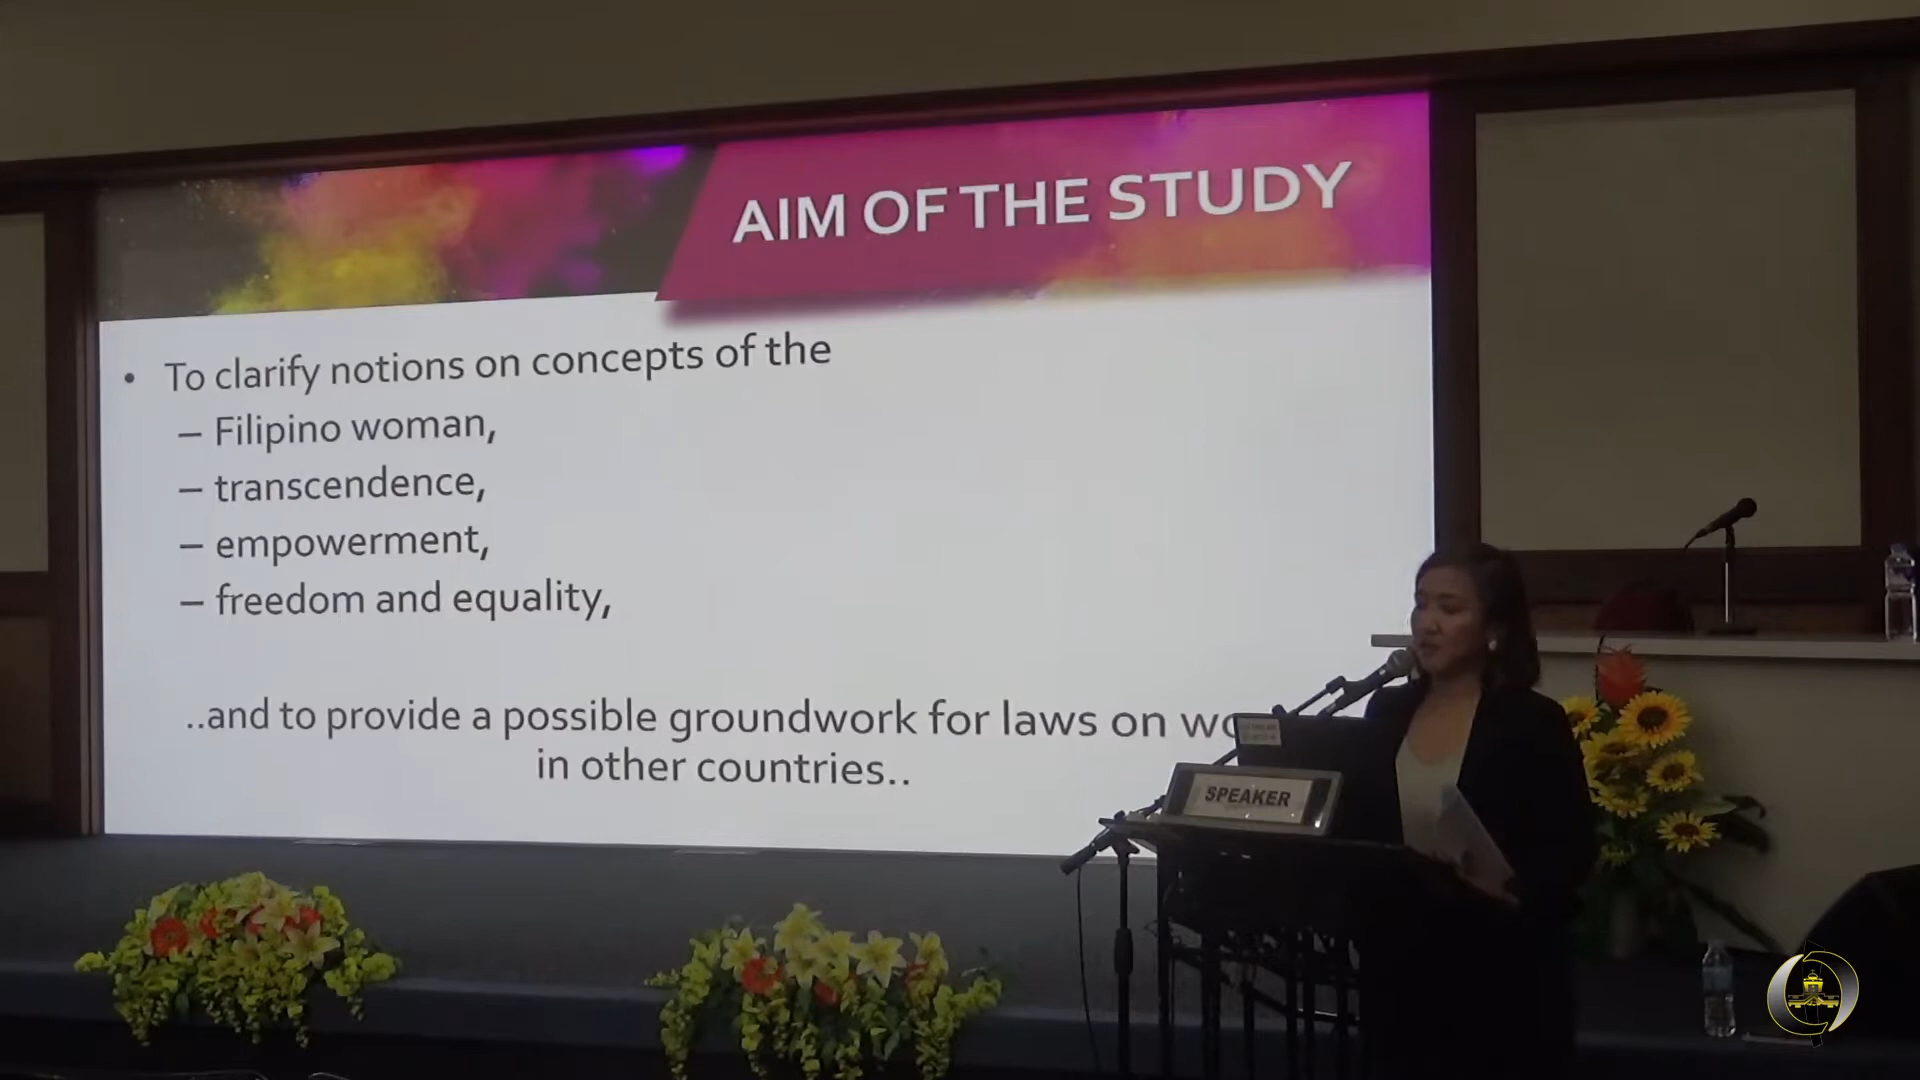 AIM OF THE STUDY
• To clarify notions on concepts of the
– Filipino woman,
– transcendence,
– empowerment,
– freedom and equality,
..and to provide a possible groundwork for laws on
in other countries..
SPEAKER